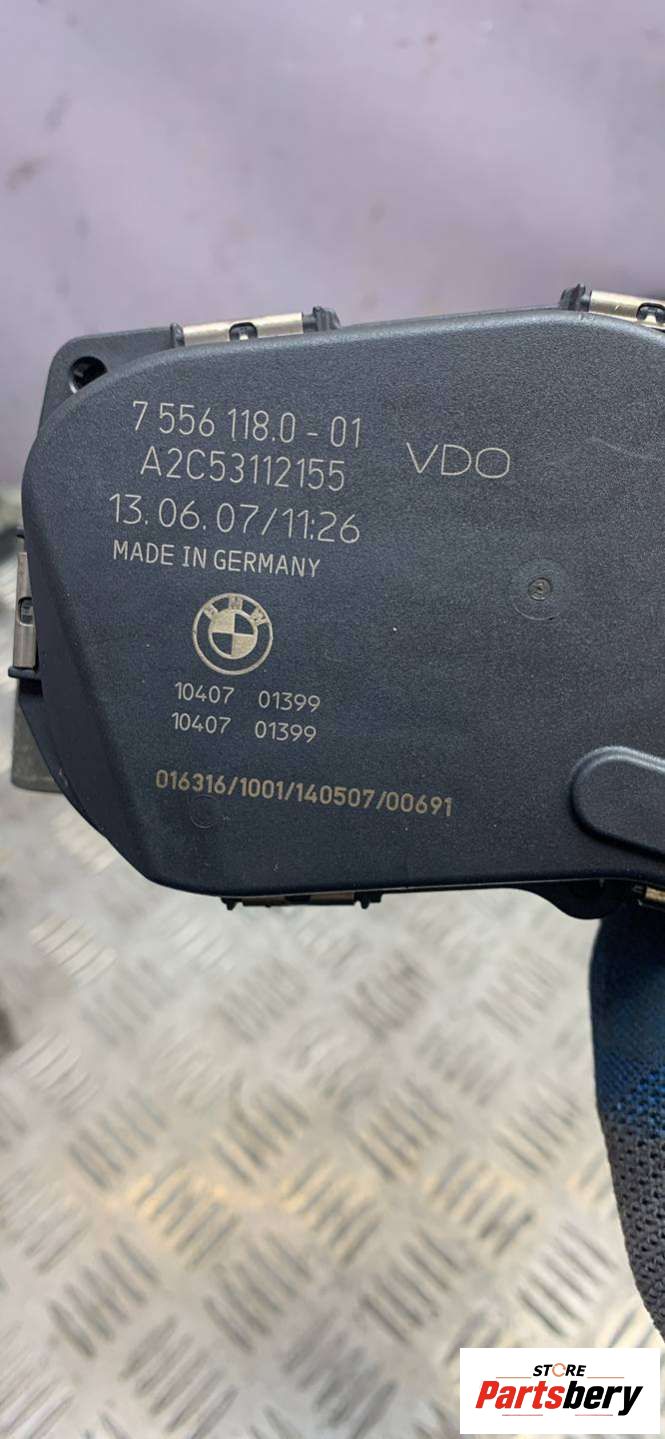 7 556 118.0 - 01
VDO
A2C53112155
13.06.07/11:26
MADE IN GERMANY
BMW
10407 01399
10407 01399
016316/1001/140507/00691
STORE
Partsbery